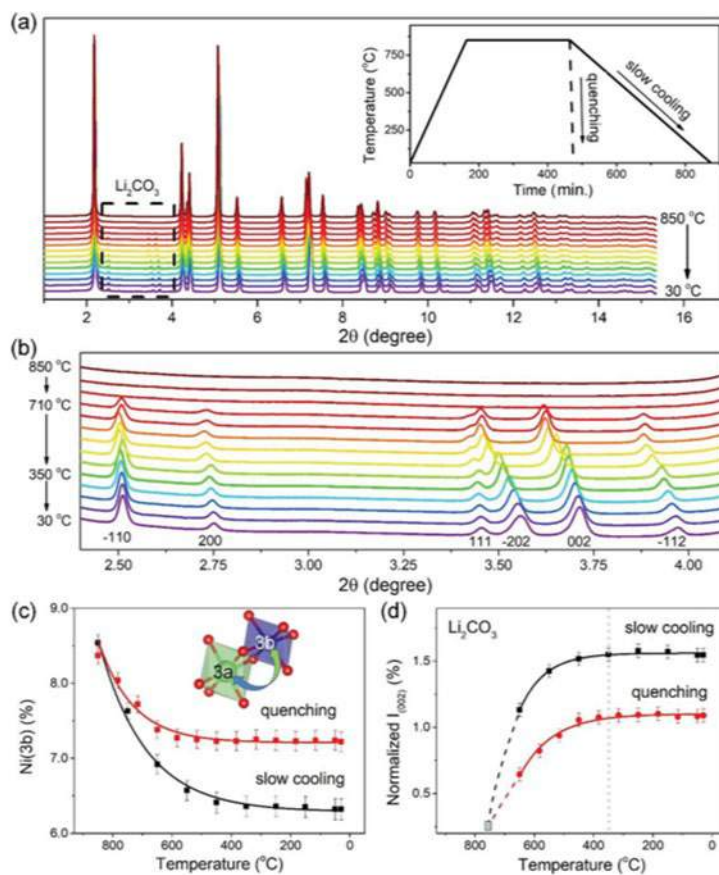 (a)
Li2CO3
850 °C
30 °C
2 4 6 8 10 12 14 16
2θ (degree)
Temperature (°C)
750
500
250
0 200 400 600 800
Time (min.)
quenching
slow cooling
(b)
850 °C
710 °C
350 °C
30 °C
-110 200 111 -202 002 -112
2.50 2.75 3.00 3.25 3.50 3.75 4.00
2θ (degree)
(c)
Ni(3b) (%)
9.0
8.0
7.0
6.0
3b
3a
quenching
slow cooling
800 600 400 200 0
Temperature (°C)
(d)
Li2CO3
Normalized I(002) (%)
1.5
1.0
0.5
slow cooling
quenching
800 600 400 200 0
Temperature (°C)